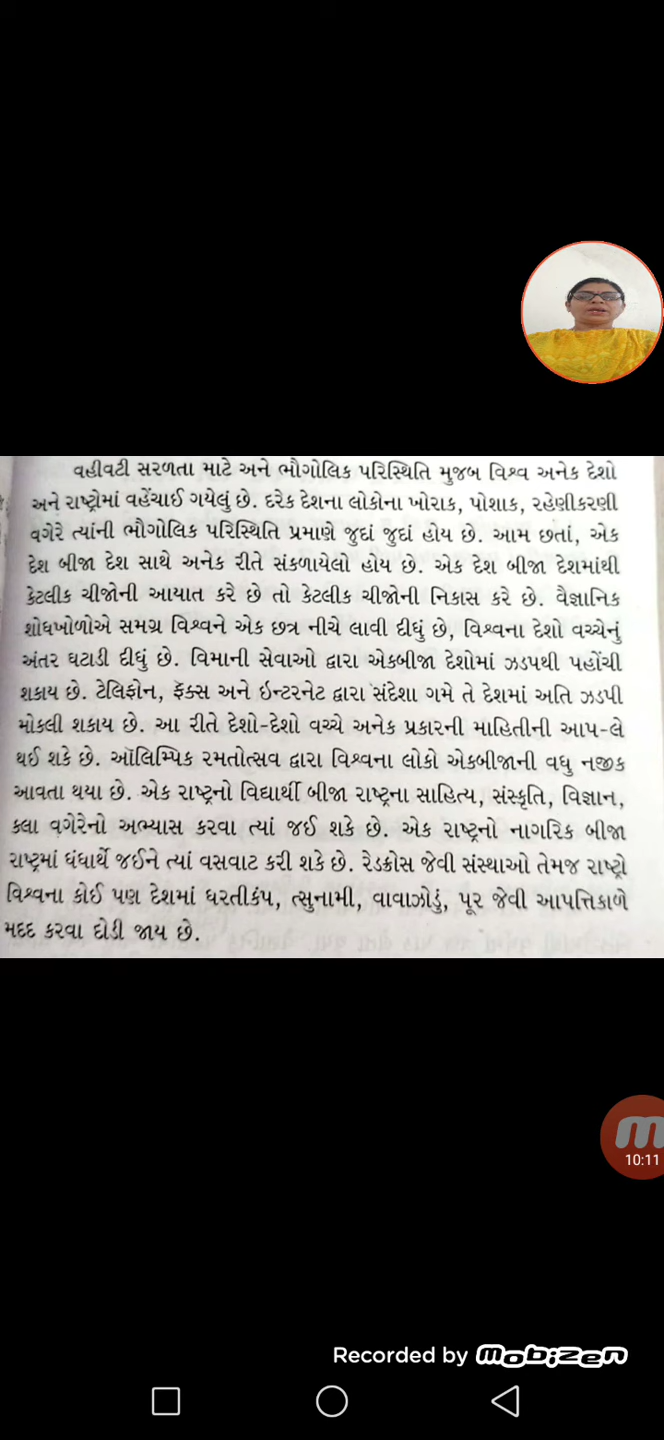 વહીવટી સરળતા માટે અને ભૌગોલિક પરિસ્થિતિ મુજબ વિશ્વ અનેક દેશો
અને રાષ્ટ્રોમાં વહેંચાઈ ગયેલું છે. દરેક દેશના લોકોના ખોરાક, પોશાક, રહેણીકરણી
વગેરે ત્યાંની ભૌગોલિક પરિસ્થિતિ પ્રમાણે જુદાં જુદાં હોય છે. આમ છતાં, એક
દેશ બીજા દેશ સાથે અનેક રીતે સંકળાયેલો હોય છે. એક દેશ બીજા દેશમાંથી
કેટલીક ચીજોની આયાત કરે છે તો કેટલીક ચીજોની નિકાસ કરે છે. વૈજ્ઞાનિક
શોધખોળોએ સમગ્ર વિશ્વને એક છત્ર નીચે લાવી દીધું છે, વિશ્વના દેશો વચ્ચેનું
અંતર ઘટાડી દીધું છે. વિમાની સેવાઓ દ્વારા એકબીજા દેશોમાં ઝડપથી પહોંચી
શકાય છે. ટેલિફોન, ફૅક્સ અને ઇન્ટરનેટ દ્વારા સંદેશા ગમે તે દેશમાં અતિ ઝડપી
મોકલી શકાય છે. આ રીતે દેશો-દેશો વચ્ચે અનેક પ્રકારની માહિતીની આપ-લે
થઈ શકે છે. ઑલિમ્પિક રમતોત્સવ દ્વારા વિશ્વના લોકો એકબીજાની વધુ નજીક
આવતા થયા છે. એક રાષ્ટ્રનો વિદ્યાર્થી બીજા રાષ્ટ્રના સાહિત્ય, સંસ્કૃતિ, વિજ્ઞાન,
કલા વગેરેનો અભ્યાસ કરવા ત્યાં જઈ શકે છે. એક રાષ્ટ્રનો નાગરિક બીજા
રાષ્ટ્રમાં ધંધાર્થે જઈને ત્યાં વસવાટ કરી શકે છે. રેડક્રોસ જેવી સંસ્થાઓ તેમજ રાષ્ટ્રો
વિશ્વના કોઈ પણ દેશમાં ધરતીકંપ, ત્સુનામી, વાવાઝોડું, પૂર જેવી આપત્તિકાળે
મદદ કરવા દોડી જાય છે.
10:11
Recorded by mobizen